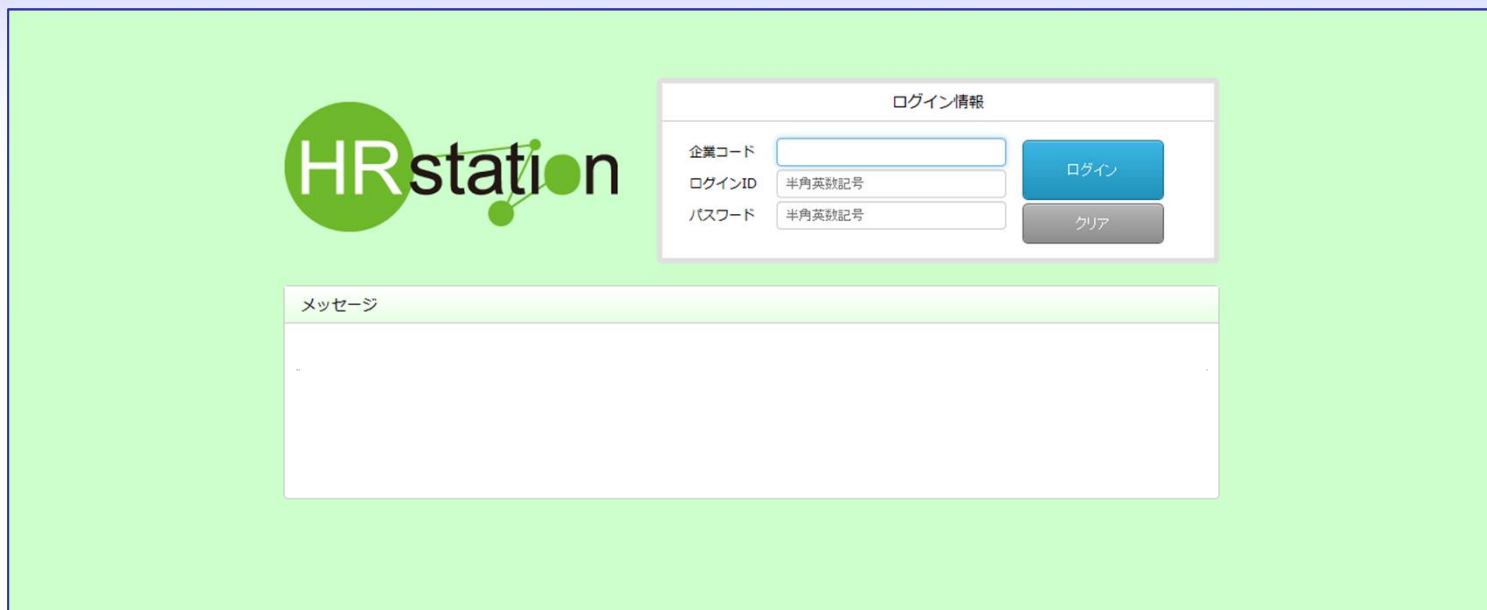 HRstation
ログイン情報
企業コード
ログインID 半角英数記号
パスワード 半角英数記号
ログイン
クリア
メッセージ